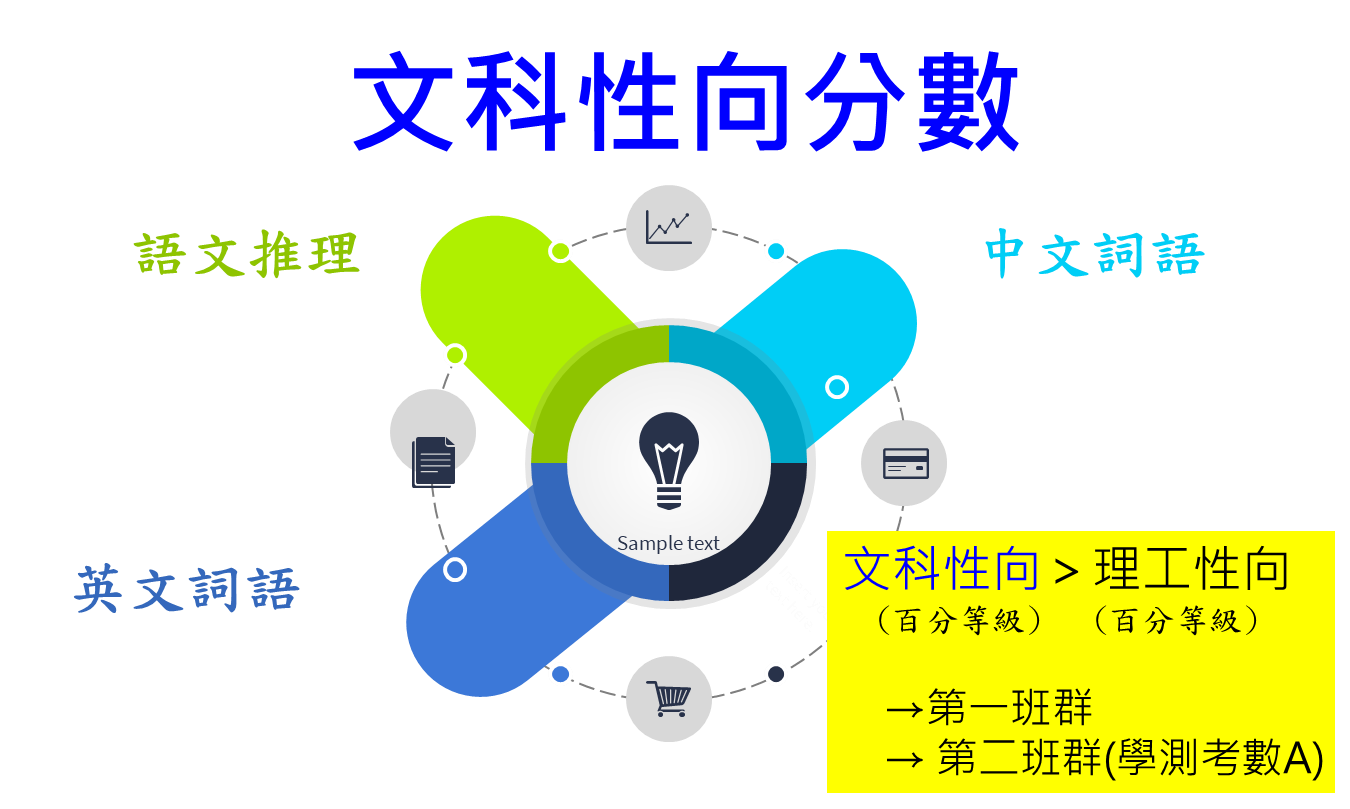 文科性向分數
語文推理
中文詞語
英文詞語
Sample text
文科性向 > 理工性向
（百分等級） （百分等級）
→第一班群
→ 第二班群(學測考數A)